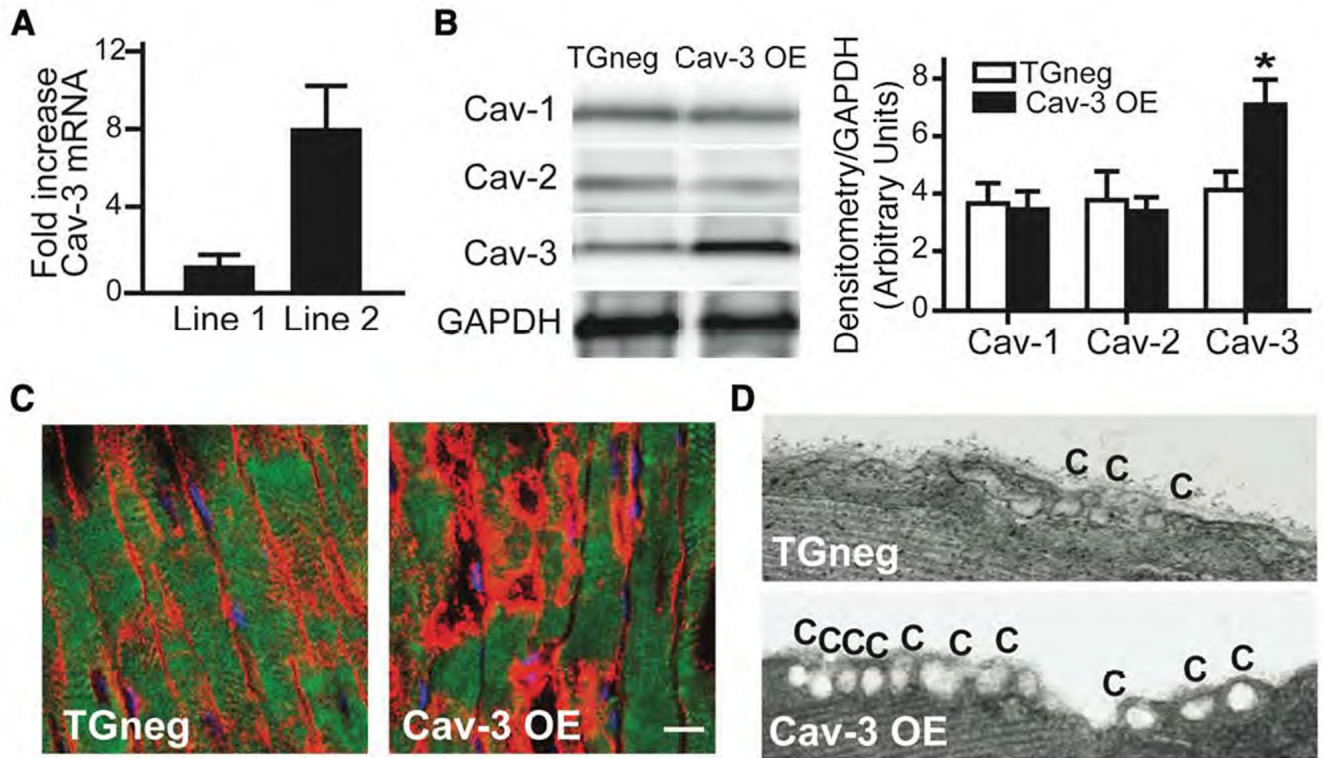 A
12
8
4
0
Fold increase
Cav-3 mRNA
Line 1 Line 2
B
TGneg Cav-3 OE
Cav-1
Cav-2
Cav-3
GAPDH
Densitometry/GAPDH
(Arbitrary Units)
8
6
4
2
0
TGneg
Cav-3 OE
*
Cav-1 Cav-2 Cav-3
C
TGneg
Cav-3 OE
D
C C C
TGneg
C C C C C C C C C C
Cav-3 OE